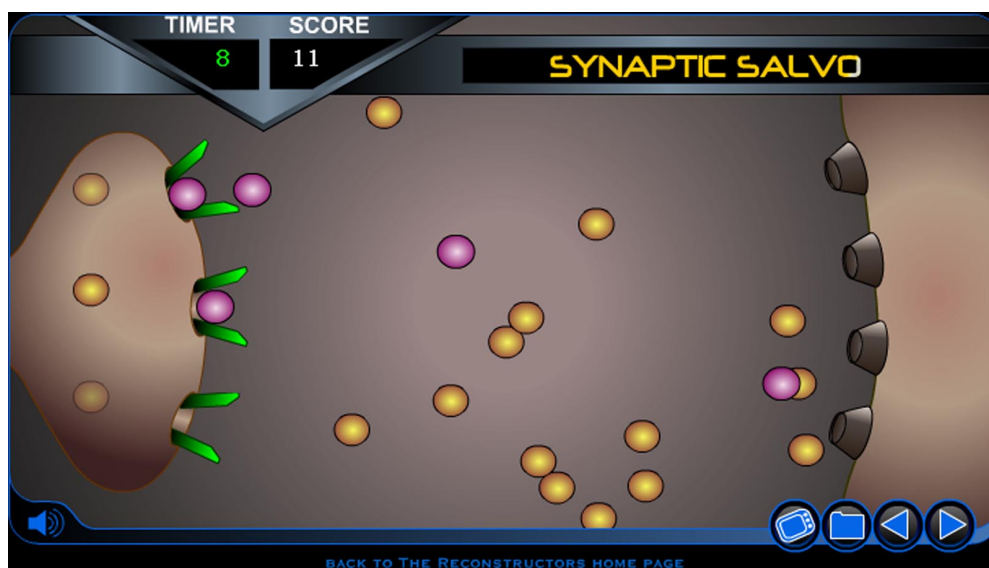 TIMER SCORE
8 11
SYNAPTIC SALVO
BACK TO THE RECONSTRUCTORS HOME PAGE